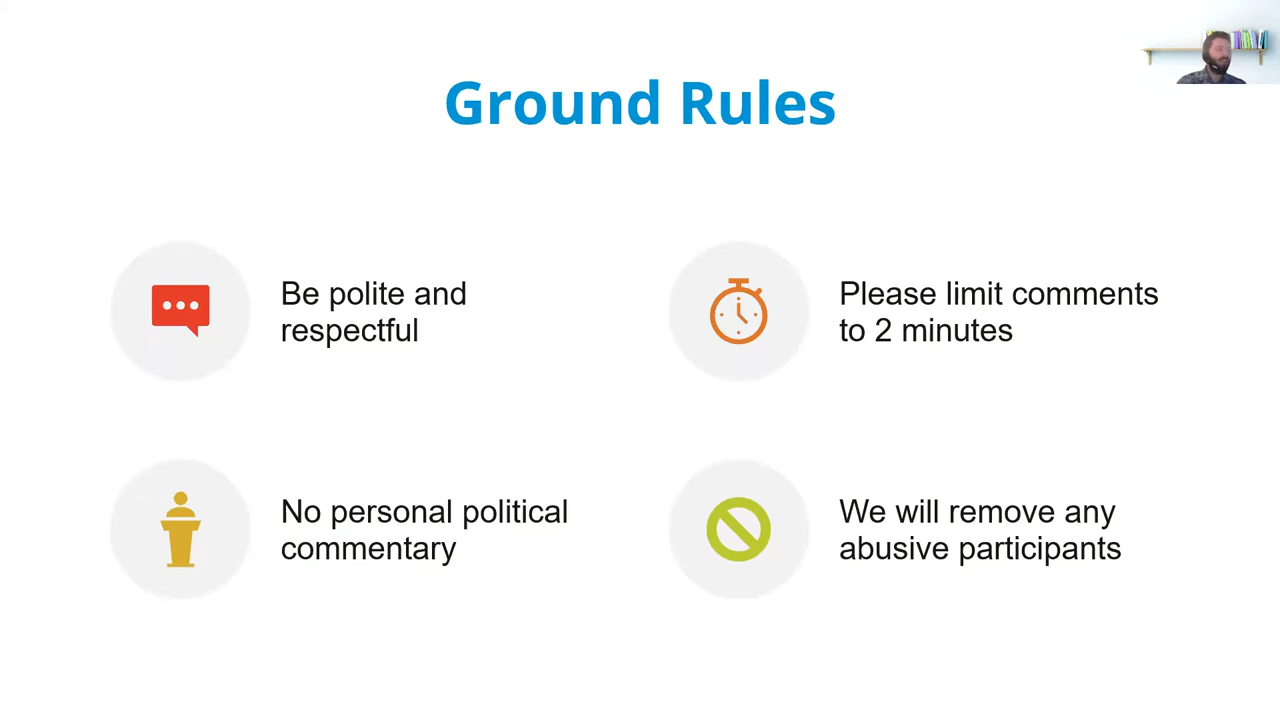 Ground Rules
Be polite and
respectful
Please limit comments
to 2 minutes
No personal political
commentary
We will remove any
abusive participants